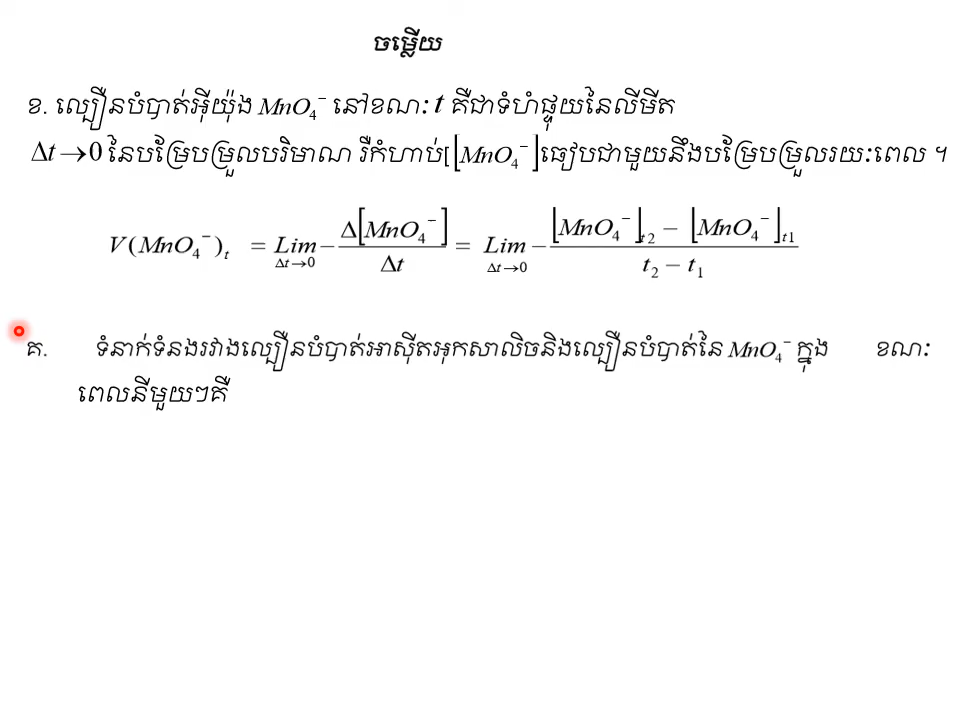 ចម្លើយ
ខ. ល្បឿនបំបាត់អ៊ីយ៉ុង MnO₄⁻ នៅខណៈ t គឺជាទំហំផ្ទុយនៃលីមីត
Δt→0 នៃបម្រែបម្រួលបរិមាណ រឺកំហាប់[[MnO₄⁻] ធៀបជាមួយនឹងបម្រែបម្រួលរយៈពេល ។
V(MnO₄⁻)ₜ = Lim Δt→0 − Δ[MnO₄⁻] / Δt = Lim Δt→0 − ([MnO₄⁻]t2 − [MnO₄⁻]t1) / (t₂ − t₁)
គ. ទំនាក់ទំនងរវាងល្បឿនបំបាត់អាស៊ីតអុកសាលិចនិងល្បឿនបំបាត់នៃ MnO₄⁻ ក្នុង ខណៈ
ពេលនីមួយៗគឺ